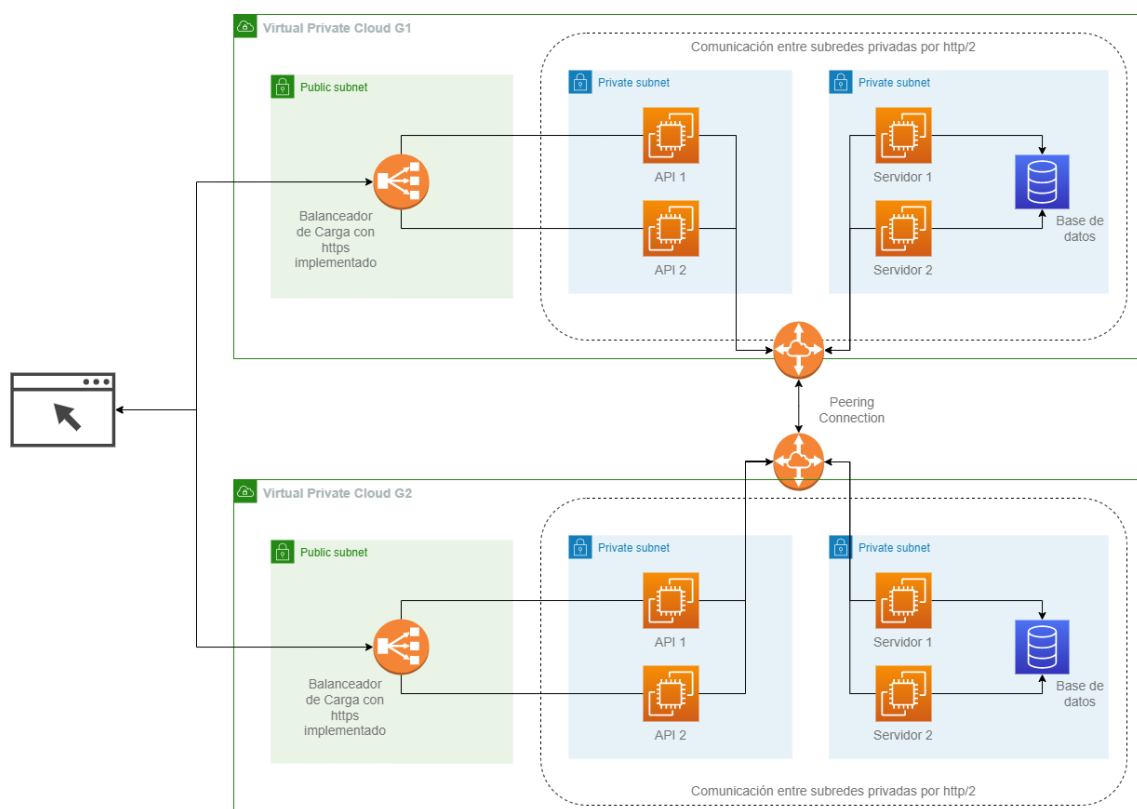 Virtual Private Cloud G1
Comunicación entre subredes privadas por http/2
Public subnet
Private subnet
Private subnet
API 1
Servidor 1
Balanceador
de Carga con
https
implementado
API 2
Servidor 2
Base de
datos
Peering
Connection
Virtual Private Cloud G2
Public subnet
Private subnet
Private subnet
API 1
Servidor 1
Balanceador
de Carga con
https
implementado
API 2
Servidor 2
Base de
datos
Comunicación entre subredes privadas por http/2